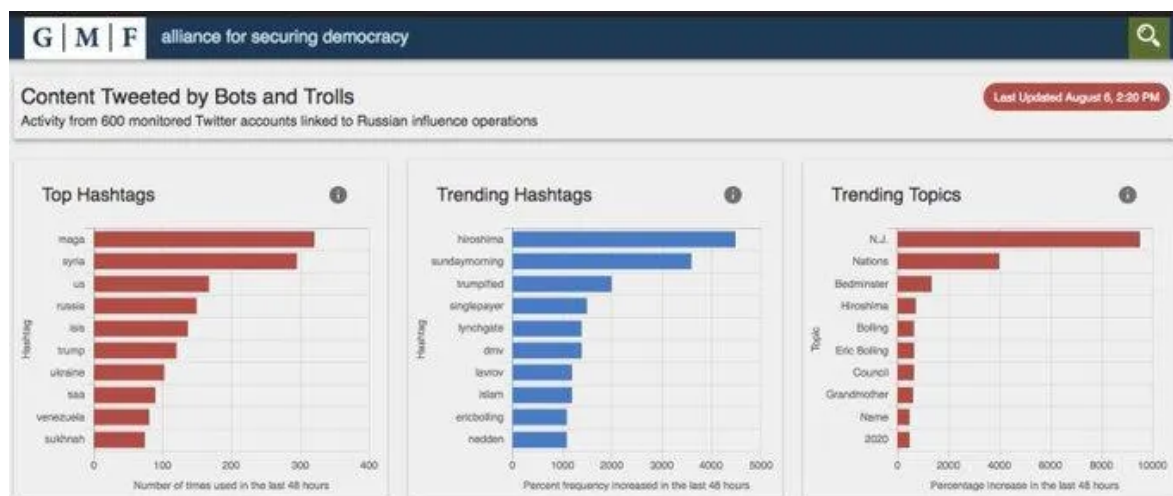 G | M | F alliance for securing democracy
Content Tweeted by Bots and Trolls
Last Updated August 6, 2:20 PM
Activity from 600 monitored Twitter accounts linked to Russian influence operations
Top Hashtags
Hashtag
maga
syria
us
russia
isis
trump
ukraine
saa
venezuela
sukhnah
0 100 200 300 400
Number of times used in the last 48 hours
Trending Hashtags
Hashtag
hiroshima
sundaymorning
trumpified
singlepayer
lynchgate
dmv
lavrov
islam
ericbolling
nadden
0 1000 2000 3000 4000 5000
Percent frequency increased in the last 48 hours
Trending Topics
Topic
N.J.
Nations
Bedminster
Hiroshima
Bolling
Eric Bolling
Council
Grandmother
Name
2020
0 2000 4000 6000 8000 10000
Percentage increase in the last 48 hours